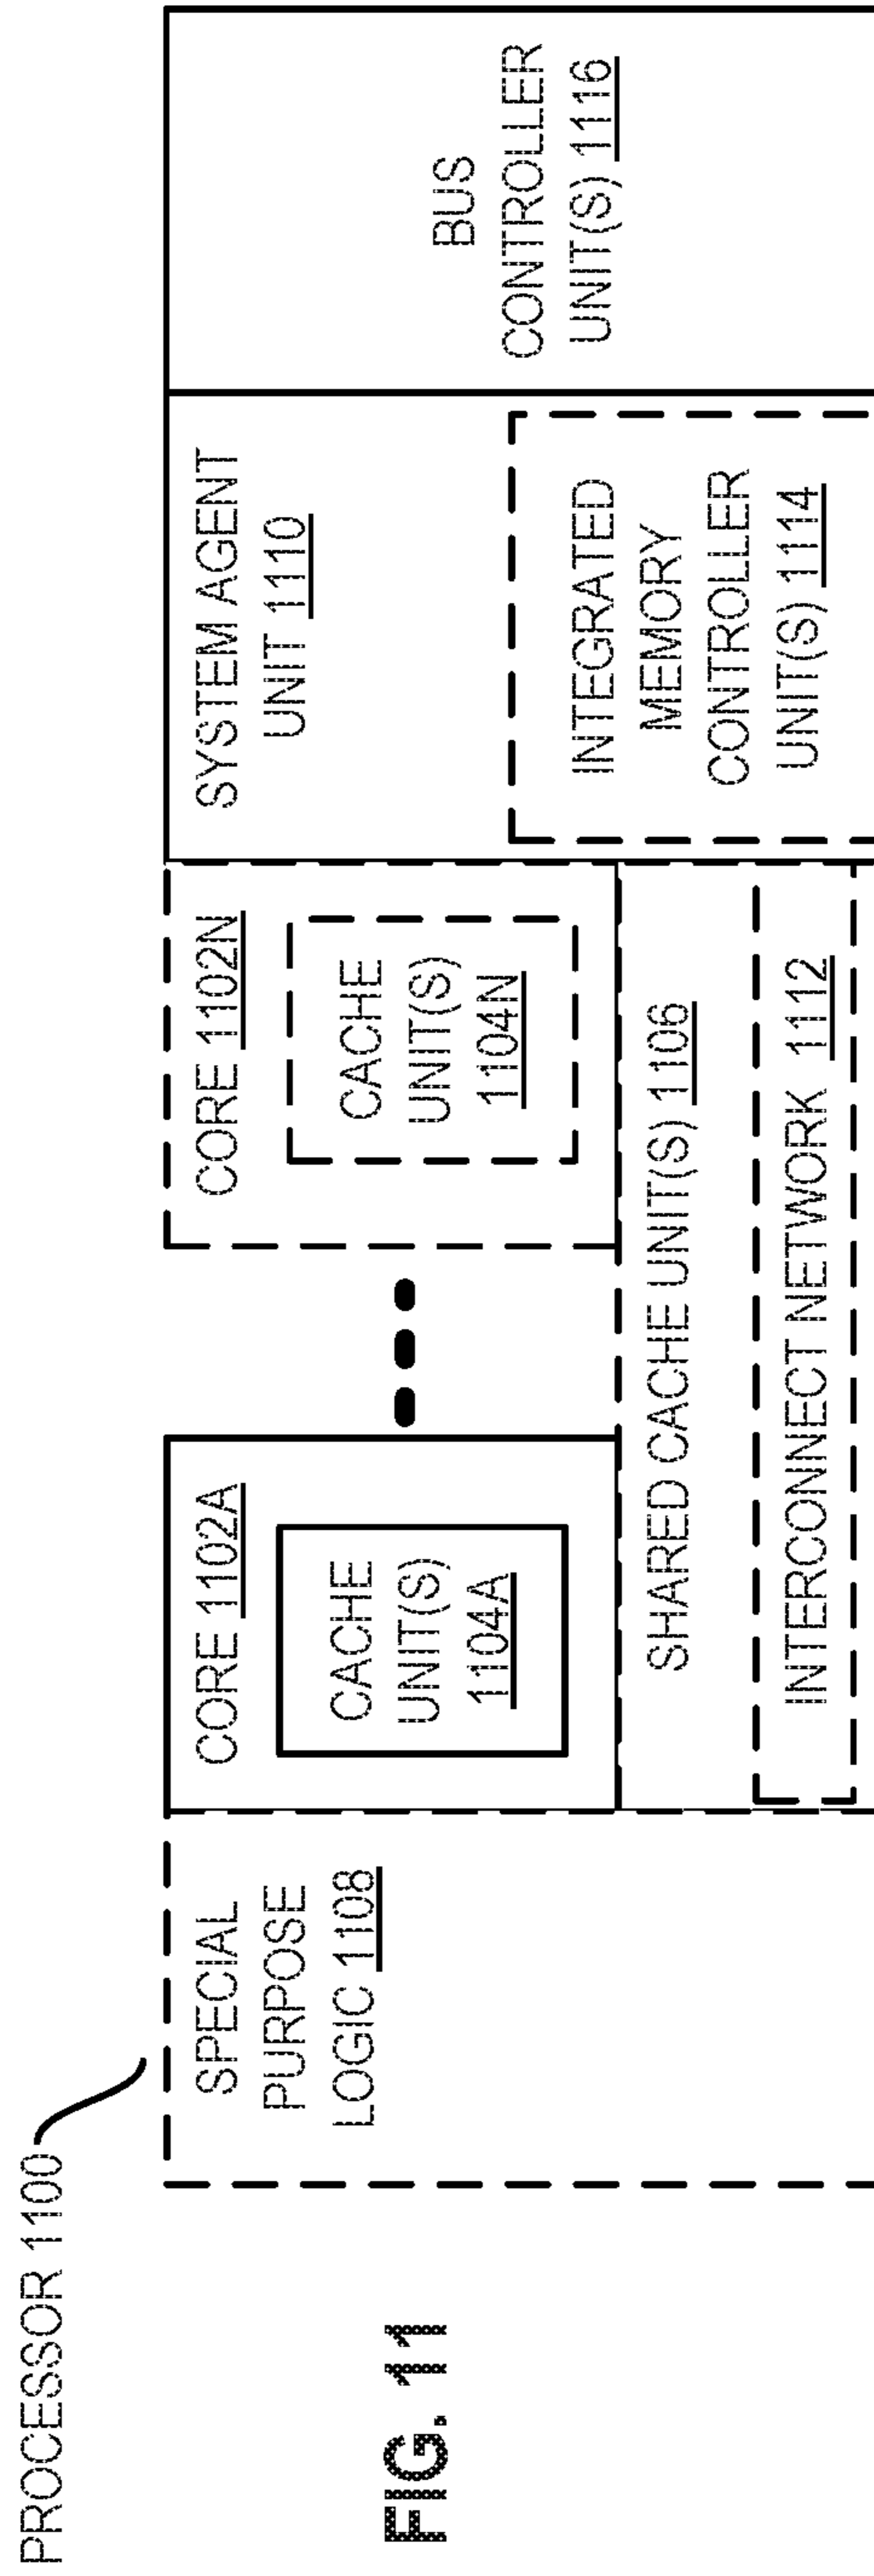 PROCESSOR 1100
SPECIAL
PURPOSE
LOGIC 1108
CORE 1102A
CACHE
UNIT(S)
1104A
CORE 1102N
CACHE
UNIT(S)
1104N
SHARED CACHE UNIT(S) 1106
INTERCONNECT NETWORK 1112
SYSTEM AGENT
UNIT 1110
INTEGRATED
MEMORY
CONTROLLER
UNIT(S) 1114
BUS
CONTROLLER
UNIT(S) 1116
FIG. 11